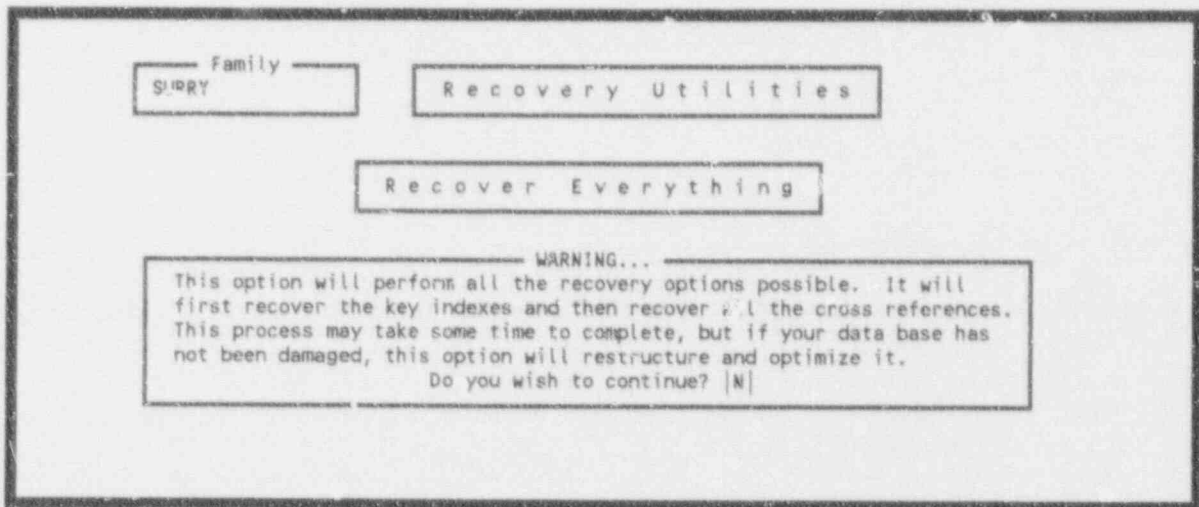 Family
SURRY
Recovery Utilities
Recover Everything
WARNING...
This option will perform all the recovery options possible. It will
first recover the key indexes and then recover all the cross references.
This process may take some time to complete, but if your data base has
not been damaged, this option will restructure and optimize it.
Do you wish to continue? |N|